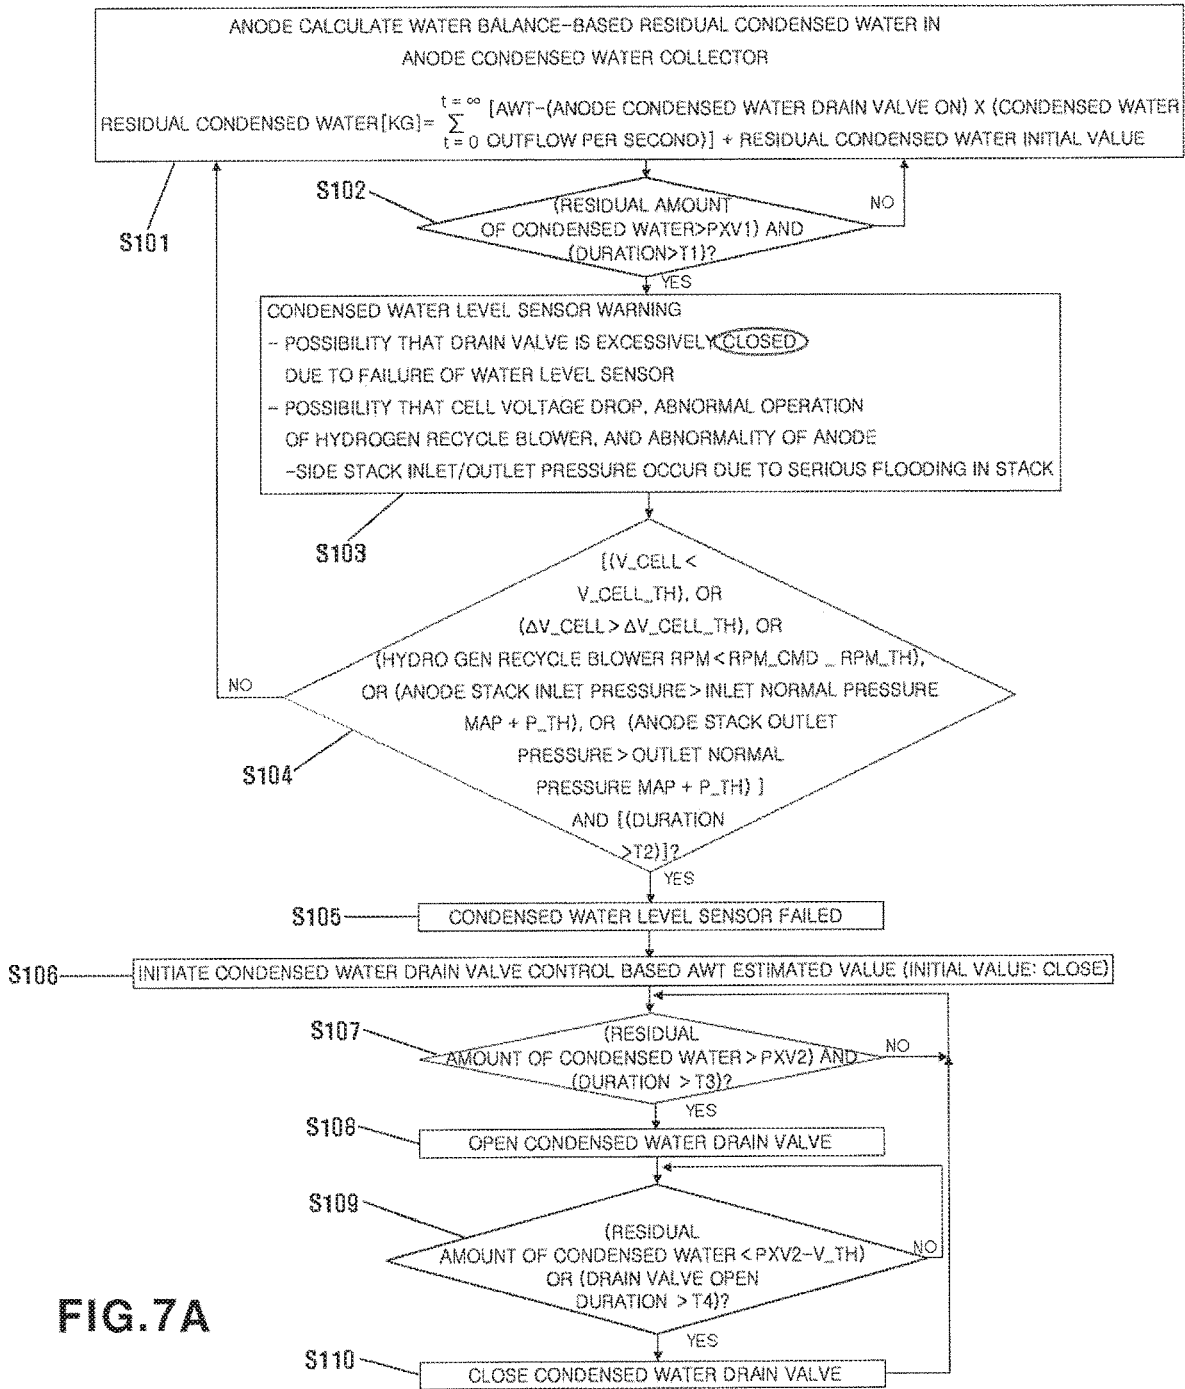 ANODE CALCULATE WATER BALANCE-BASED RESIDUAL CONDENSED WATER IN
ANODE CONDENSED WATER COLLECTOR
RESIDUAL CONDENSED WATER[KG]= t = ∞ Σ t = 0 [AWT-(ANODE CONDENSED WATER DRAIN VALVE ON) X (CONDENSED WATER
OUTFLOW PER SECOND)] + RESIDUAL CONDENSED WATER INITIAL VALUE
S101
S102
(RESIDUAL AMOUNT
OF CONDENSED WATER>PXV1) AND
(DURATION>T1)?
NO
YES
CONDENSED WATER LEVEL SENSOR WARNING
- POSSIBILITY THAT DRAIN VALVE IS EXCESSIVELY CLOSED
DUE TO FAILURE OF WATER LEVEL SENSOR
- POSSIBILITY THAT CELL VOLTAGE DROP, ABNORMAL OPERATION
OF HYDROGEN RECYCLE BLOWER, AND ABNORMALITY OF ANODE
-SIDE STACK INLET/OUTLET PRESSURE OCCUR DUE TO SERIOUS FLOODING IN STACK
S103
[(V_CELL <
V_CELL_TH), OR
(ΔV_CELL > ΔV_CELL_TH), OR
(HYDRO GEN RECYCLE BLOWER RPM < RPM_CMD _ RPM_TH),
OR (ANODE STACK INLET PRESSURE > INLET NORMAL PRESSURE
MAP + P_TH), OR (ANODE STACK OUTLET
PRESSURE > OUTLET NORMAL
PRESSURE MAP + P_TH) ]
AND [(DURATION
>T2)]?
NO
S104
YES
S105
CONDENSED WATER LEVEL SENSOR FAILED
S106
INITIATE CONDENSED WATER DRAIN VALVE CONTROL BASED AWT ESTIMATED VALUE (INITIAL VALUE: CLOSE)
S107
(RESIDUAL
AMOUNT OF CONDENSED WATER > PXV2) AND
(DURATION > T3)?
NO
YES
S108
OPEN CONDENSED WATER DRAIN VALVE
S109
(RESIDUAL
AMOUNT OF CONDENSED WATER < PXV2-V_TH)
OR (DRAIN VALVE OPEN
DURATION > T4)?
NO
YES
S110
CLOSE CONDENSED WATER DRAIN VALVE
FIG.7A